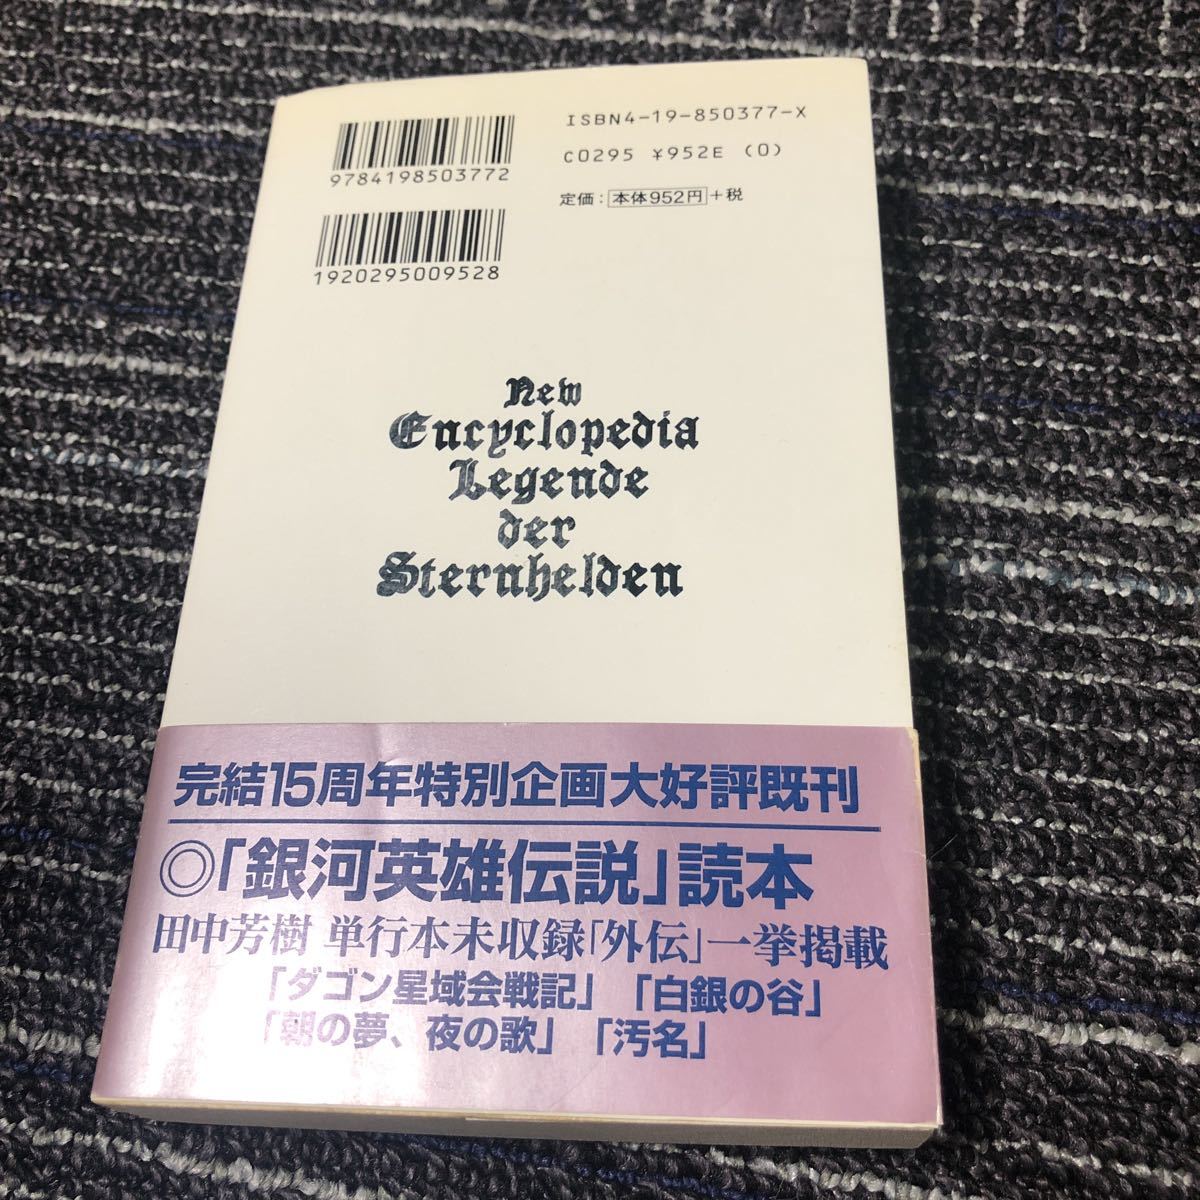 ISBN4-19-850377-X
C0295 ¥952E (0)
定価：本体952円＋税
9784198503772
1920295009528
New
Encyclopedia
Legende
der
Sternhelden
完結15周年特別企画大好評既刊
◎「銀河英雄伝説」読本
田中芳樹 単行本未収録「外伝」一挙掲載
「ダゴン星域会戦記」 「白銀の谷」
「朝の夢、夜の歌」 「汚名」